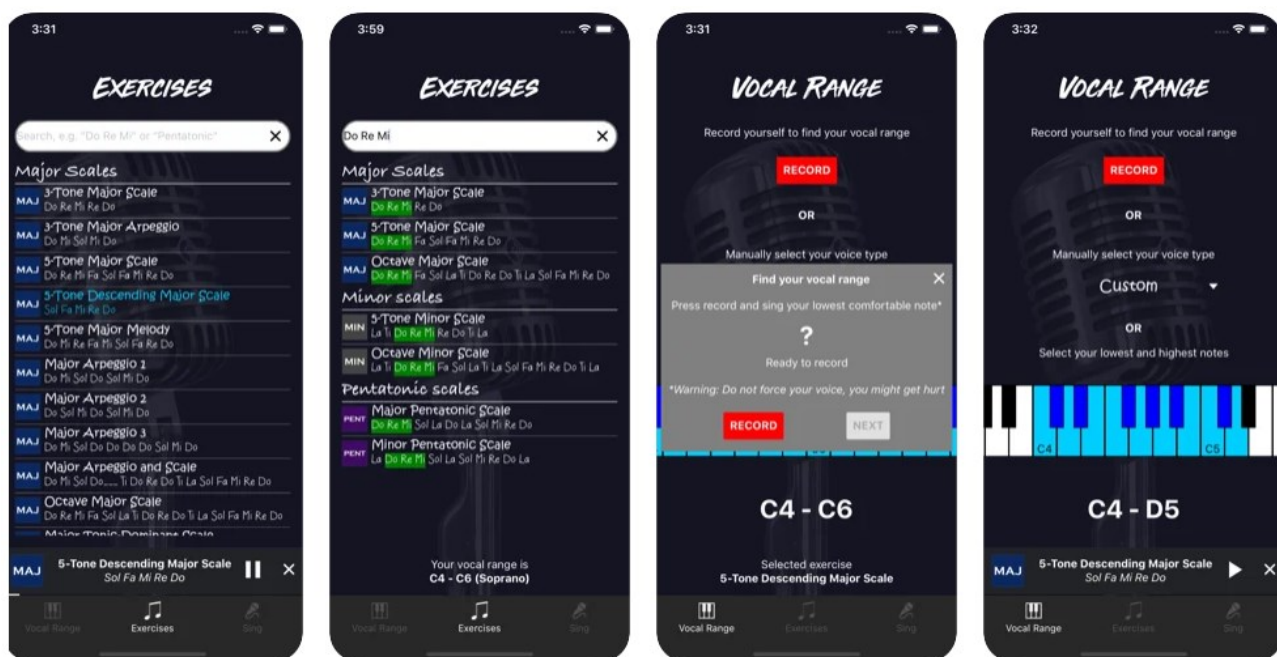 3:31
EXERCISES
Search, e.g. "Do Re Mi" or "Pentatonic"
Major Scales
MAJ 3-Tone Major Scale
Do Re Mi Re Do
MAJ 3-Tone Major Arpeggio
Do Mi Sol Mi Do
MAJ 5-Tone Major Scale
Do Re Mi Fa Sol Fa Mi Re Do
MAJ 5-Tone Descending Major Scale
Sol Fa Mi Re Do
MAJ 5-Tone Major Melody
Do Mi Re Fa Mi Sol Fa Re Do
MAJ Major Arpeggio 1
Do Mi Sol Do Sol Mi Do
MAJ Major Arpeggio 2
Do Sol Mi Do Sol Mi Do
MAJ Major Arpeggio 3
Do Mi Sol Do Do Do Do Sol Mi Do
MAJ Major Arpeggio and Scale
Do Mi Sol Do___ Ti Do Re Do Ti La Sol Fa Mi Re Do
MAJ Octave Major Scale
Do Re Mi Fa Sol La Ti Do Re Do Ti La Sol Fa Mi Re Do
Major Tonic-Dominant Scale
MAJ 5-Tone Descending Major Scale
Sol Fa Mi Re Do
Vocal Range Exercises Sing
3:59
EXERCISES
Do Re Mi
Major Scales
MAJ 3-Tone Major Scale
Do Re Mi Re Do
MAJ 5-Tone Major Scale
Do Re Mi Fa Sol Fa Mi Re Do
MAJ Octave Major Scale
Do Re Mi Fa Sol La Ti Do Re Do Ti La Sol Fa Mi Re Do
Minor scales
MIN 5-Tone Minor Scale
La Ti Do Re Mi Re Do Ti La
MIN Octave Minor Scale
La Ti Do Re Mi Fa Sol La Ti La Sol Fa Mi Re Do Ti La
Pentatonic scales
PENT Major Pentatonic Scale
Do Re Mi Sol La Do La Sol Mi Re Do
PENT Minor Pentatonic Scale
La Do Re Mi Sol La Sol Mi Re Do La
Your vocal range is
C4 - C6 (Soprano)
Vocal Range Exercises Sing
3:31
VOCAL RANGE
Record yourself to find your vocal range
RECORD
OR
Manually select your voice type
Find your vocal range
Press record and sing your lowest comfortable note*
?
Ready to record
*Warning: Do not force your voice, you might get hurt
RECORD NEXT
C4 - C6
Selected exercise
5-Tone Descending Major Scale
Vocal Range Exercises Sing
3:32
VOCAL RANGE
Record yourself to find your vocal range
RECORD
OR
Manually select your voice type
Custom
OR
Select your lowest and highest notes
C4 C5
C4 - D5
MAJ 5-Tone Descending Major Scale
Sol Fa Mi Re Do
Vocal Range Exercises Sing